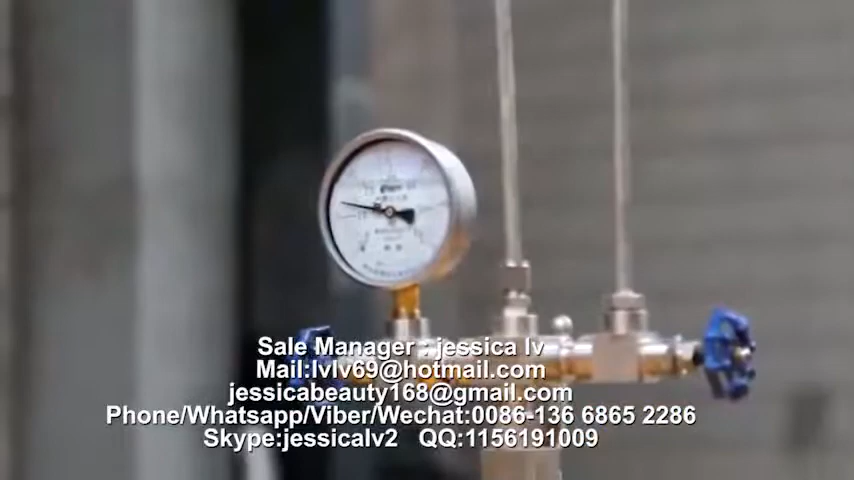 Sale Manager : jessica lv
Mail:lvlv69@hotmail.com
jessicabeauty168@gmail.com
Phone/Whatsapp/Viber/Wechat:0086-136 6865 2286
Skype:jessicalv2 QQ:1156191009